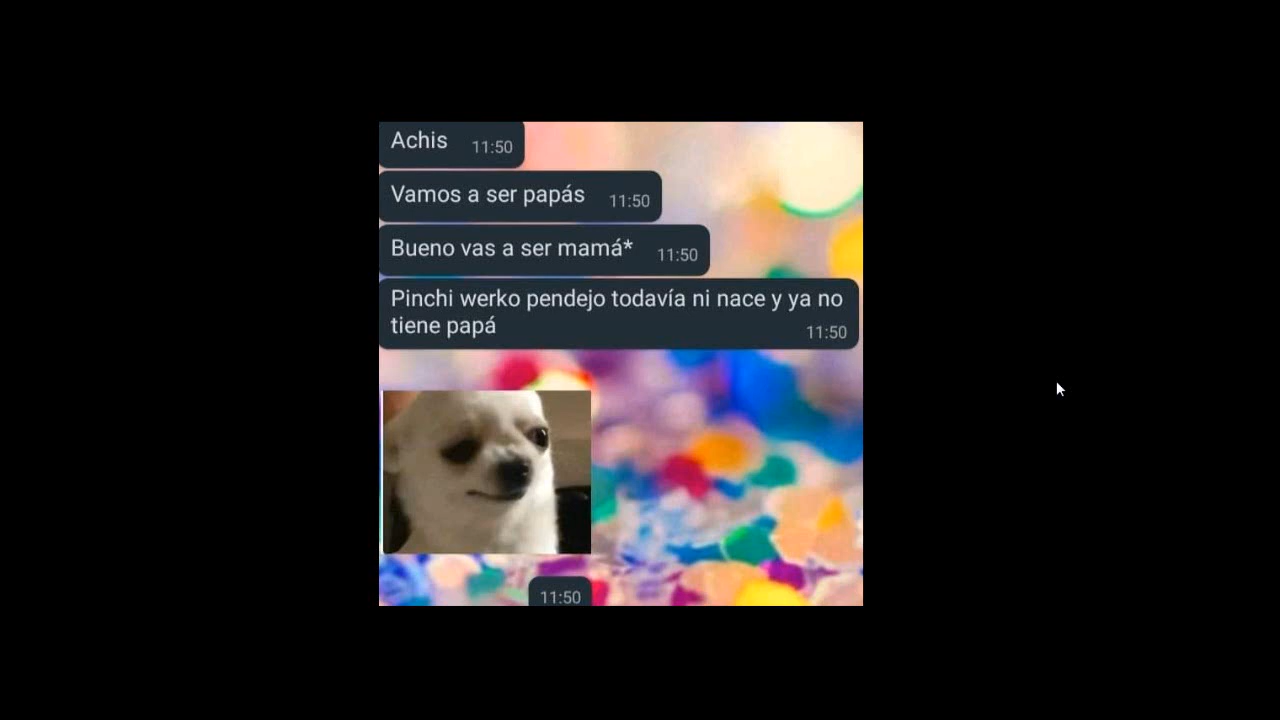 Achis 11:50
Vamos a ser papás 11:50
Bueno vas a ser mamá* 11:50
Pinchi werko pendejo todavía ni nace y ya no
tiene papá 11:50
11:50